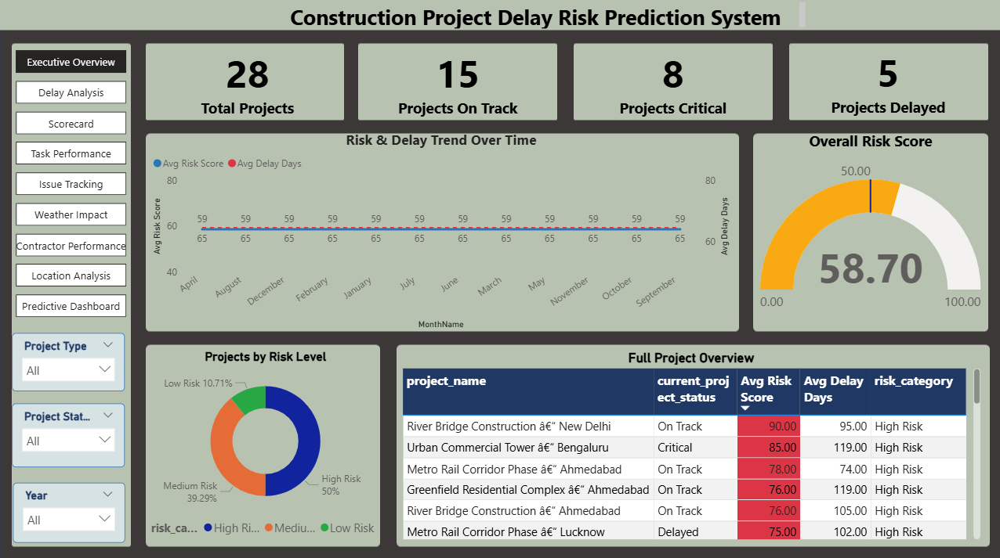 Construction Project Delay Risk Prediction System
Executive Overview
Delay Analysis
Scorecard
Task Performance
Issue Tracking
Weather Impact
Contractor Performance
Location Analysis
Predictive Dashboard
Project Type
All
Project Stat...
All
Year
All
28
Total Projects
15
Projects On Track
8
Projects Critical
5
Projects Delayed
Risk & Delay Trend Over Time
Avg Risk Score Avg Delay Days
Avg Risk Score
80
60
40
59 59 59 59 59 59 59 59 59 59 59 59
65 65 65 65 65 65 65 65 65 65 65 65
80
60
Avg Delay Days
April August December February January July June March May November October September
MonthName
Overall Risk Score
50.00
58.70
0.00 100.00
Projects by Risk Level
Low Risk 10.71%
Medium Risk
39.29%
High Risk
50%
risk_ca... High Ri... Mediu... Low Risk
Full Project Overview
project_name current_proj Avg Risk Avg Delay risk_category
ect_status Score Days
River Bridge Construction â€“ New Delhi On Track 90.00 95.00 High Risk
Urban Commercial Tower â€“ Bengaluru Critical 85.00 119.00 High Risk
Metro Rail Corridor Phase â€“ Ahmedabad On Track 78.00 74.00 High Risk
Greenfield Residential Complex â€“ Ahmedabad On Track 76.00 119.00 High Risk
River Bridge Construction â€“ Ahmedabad On Track 76.00 105.00 High Risk
Metro Rail Corridor Phase â€“ Lucknow Delayed 75.00 102.00 High Risk